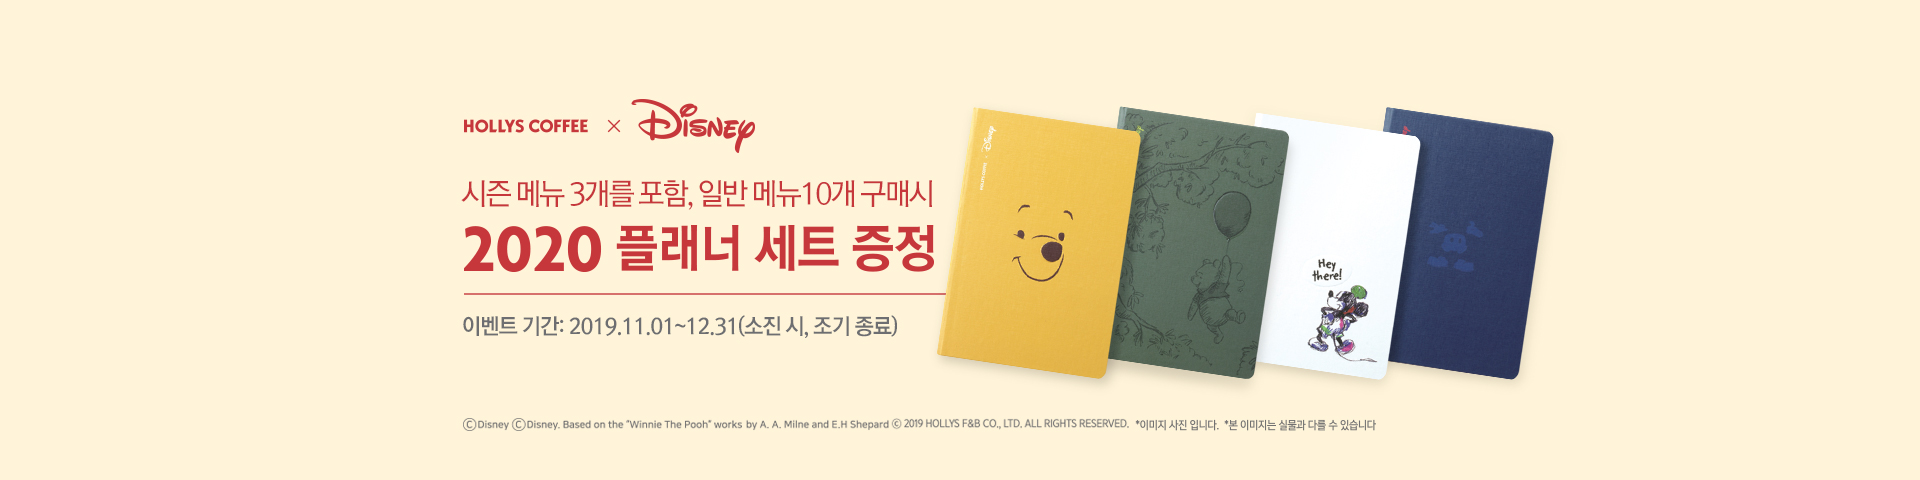 HOLLYS COFFEE × Disney
시즌 메뉴 3개를 포함, 일반 메뉴10개 구매시
2020 플래너 세트 증정
이벤트 기간: 2019.11.01~12.31(소진 시, 조기 종료)
Disney
Hey
there!
ⒸDisney ⒸDisney. Based on the "Winnie The Pooh" works by A. A. Milne and E.H Shepard © 2019 HOLLYS F&B CO., LTD. ALL RIGHTS RESERVED. *이미지 사진 입니다. *본 이미지는 실물과 다를 수 있습니다